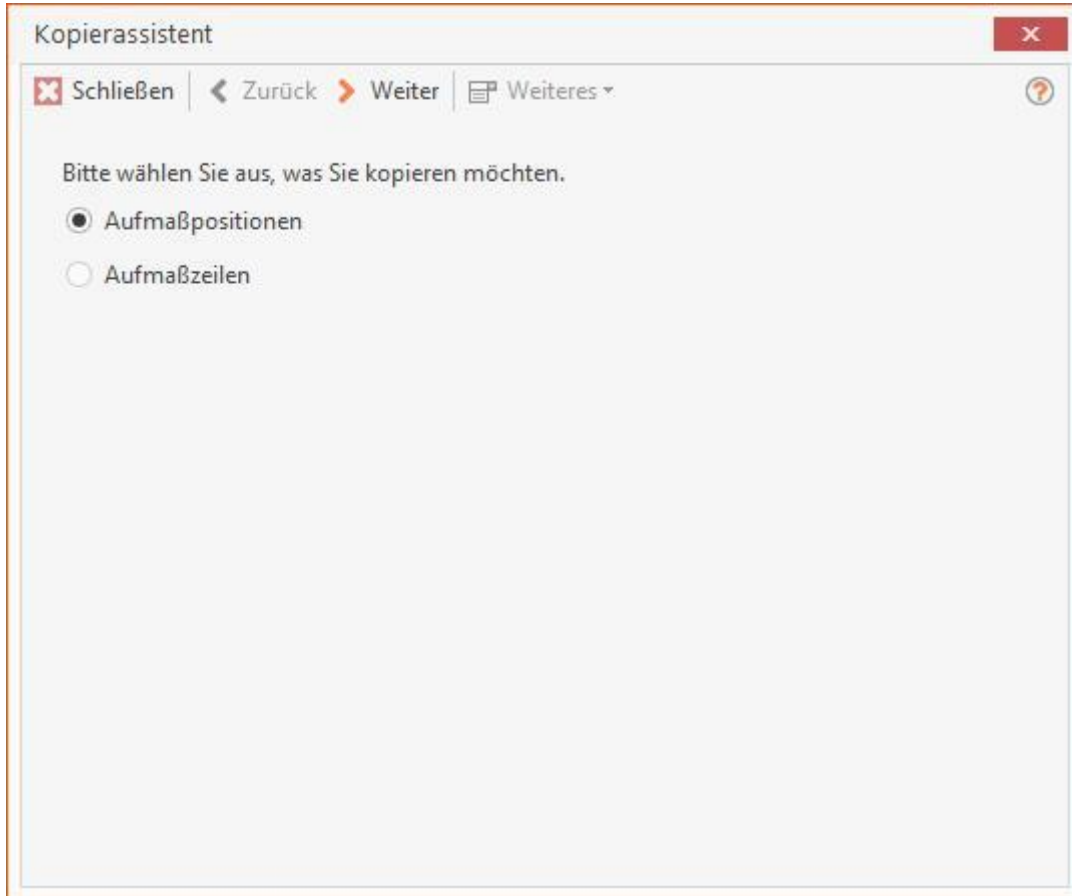 Kopierassistent
Schließen Zurück Weiter Weiteres
Bitte wählen Sie aus, was Sie kopieren möchten.
Aufmaßpositionen
Aufmaßzeilen